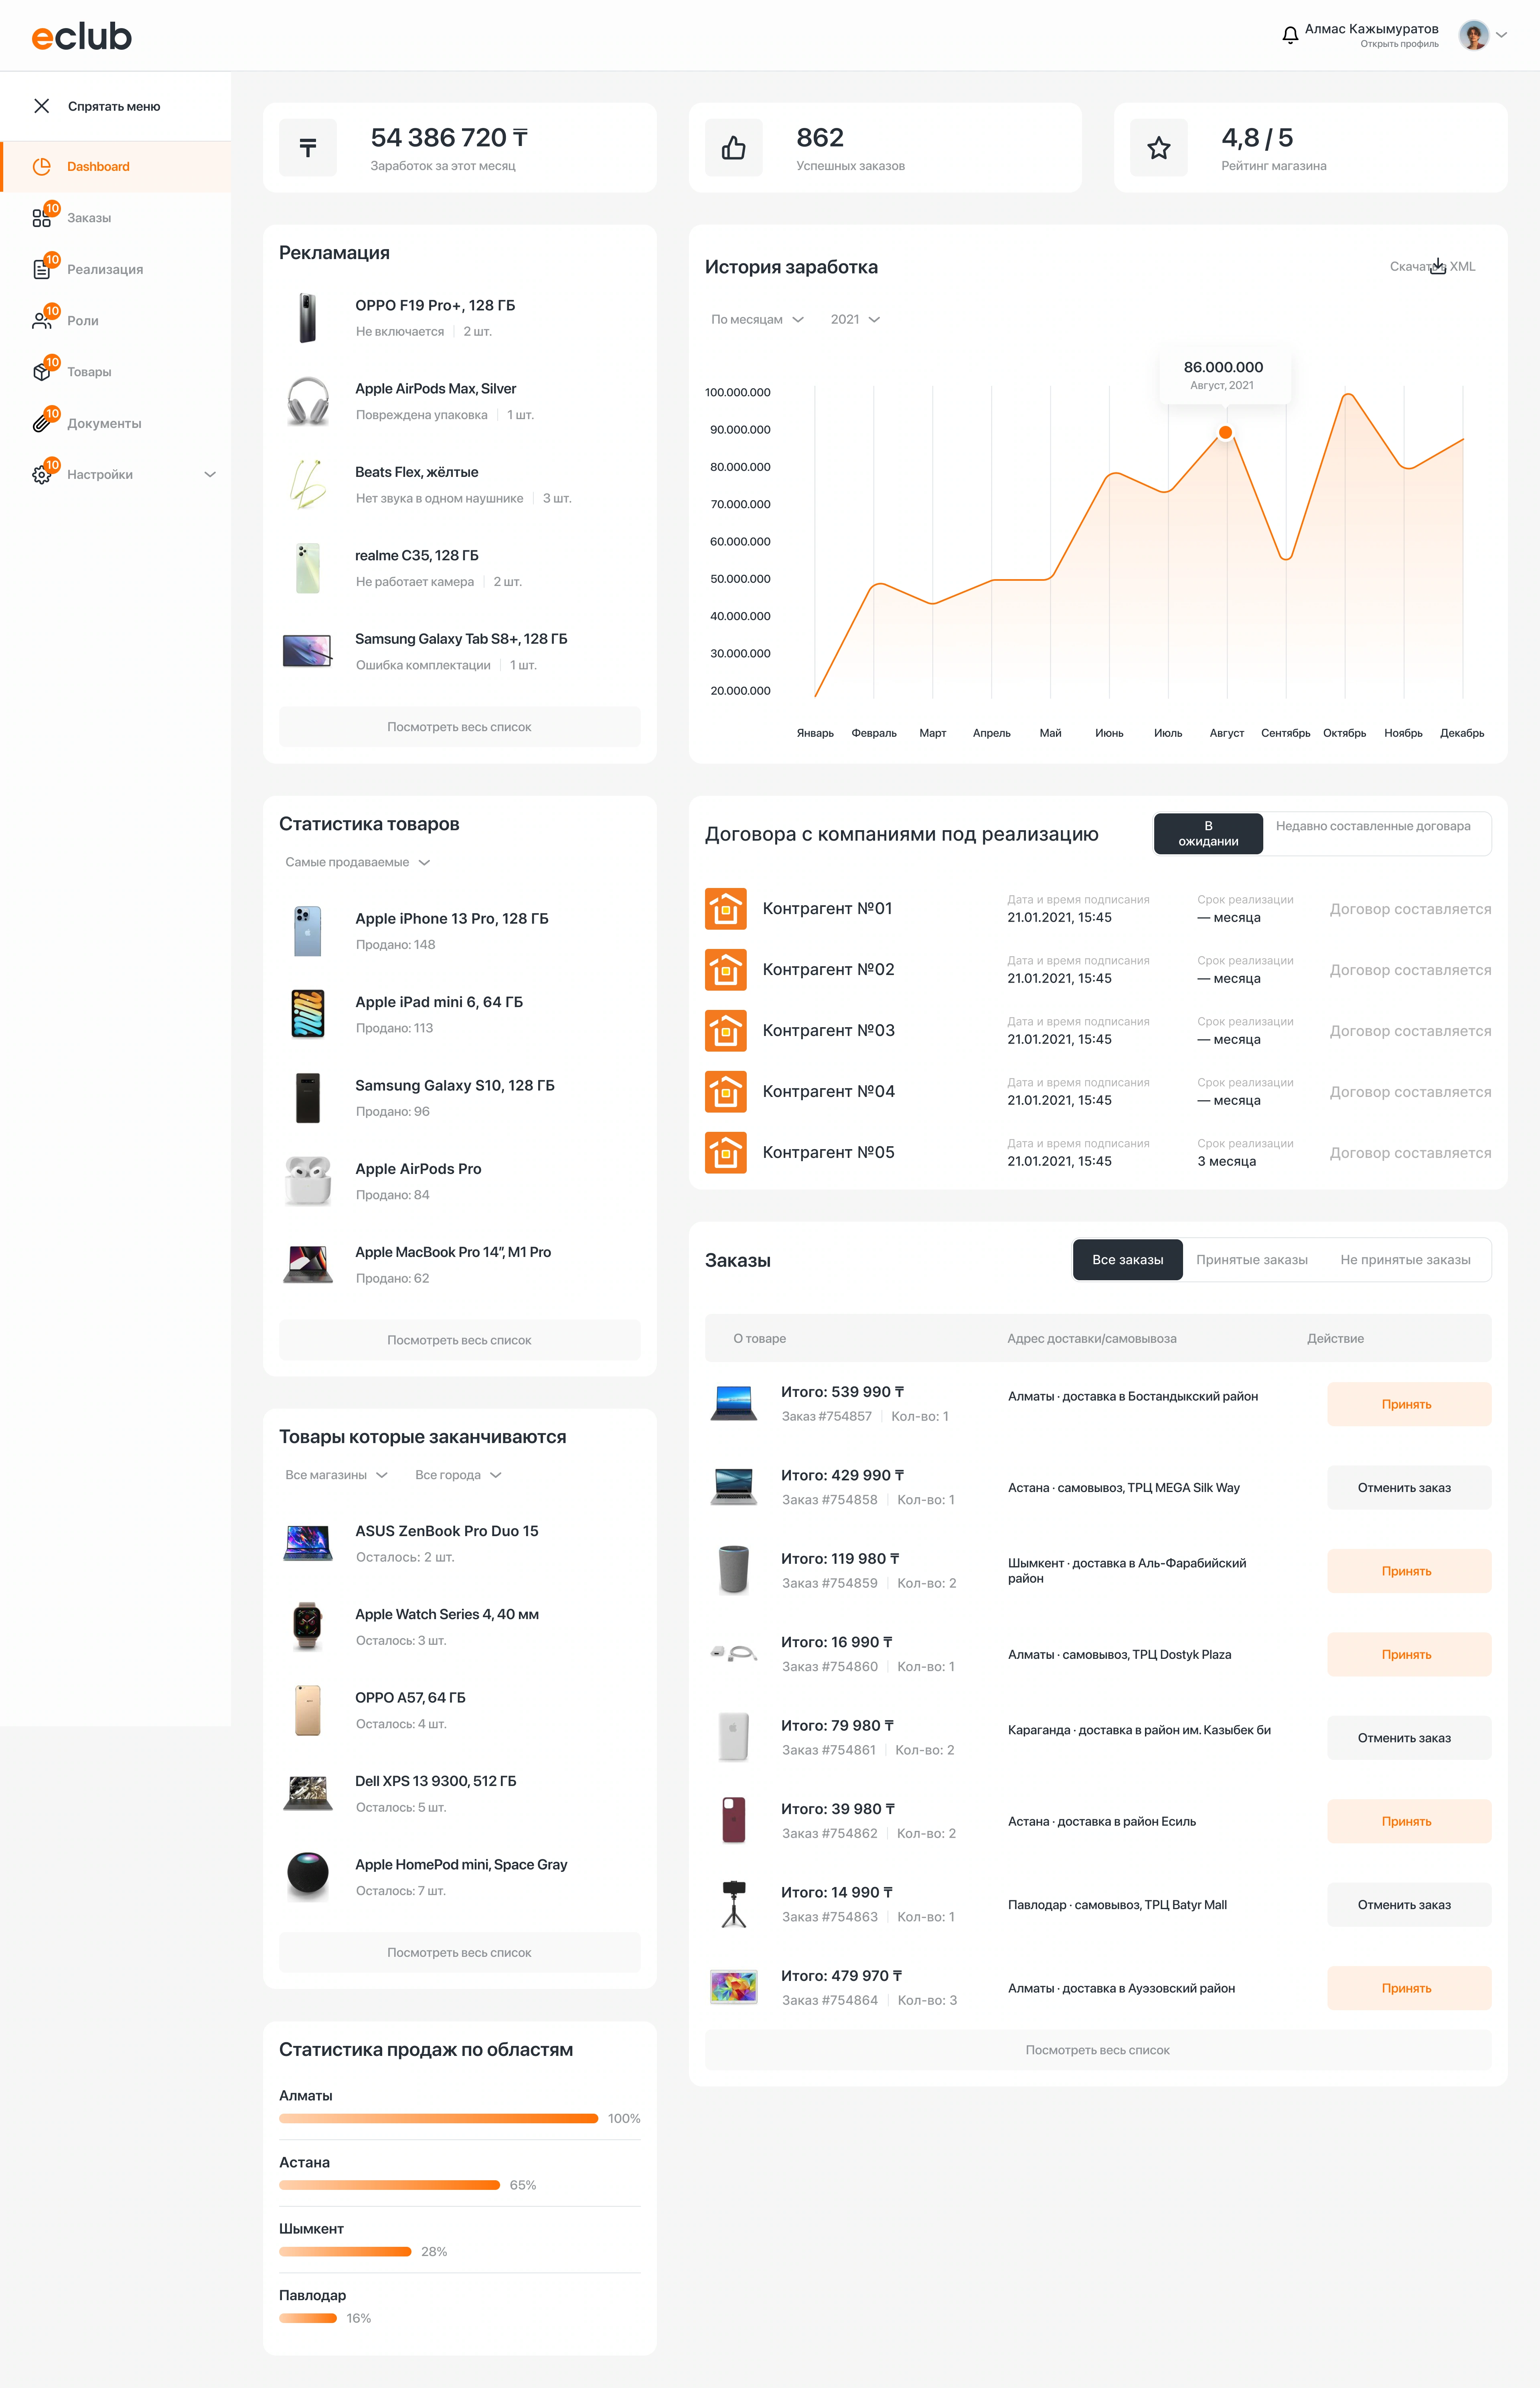 eclub
Алмас Кажымуратов
Открыть профиль
Спрятать меню
Dashboard
10
Заказы
10
Реализация
10
Роли
10
Товары
10
Документы
10
Настройки
₸
54 386 720 ₸
Заработок за этот месяц
862
Успешных заказов
4,8 / 5
Рейтинг магазина
Рекламация
OPPO F19 Pro+, 128 ГБ
Не включается
2 шт.
Apple AirPods Max, Silver
Повреждена упаковка
1 шт.
Beats Flex, жёлтые
Нет звука в одном наушнике
3 шт.
realme C35, 128 ГБ
Не работает камера
2 шт.
Samsung Galaxy Tab S8+, 128 ГБ
Ошибка комплектации
1 шт.
Посмотреть весь список
История заработка
Скачать в XML
По месяцам
2021
86.000.000
Август, 2021
100.000.000
90.000.000
80.000.000
70.000.000
60.000.000
50.000.000
40.000.000
30.000.000
20.000.000
Январь
Февраль
Март
Апрель
Май
Июнь
Июль
Август
Сентябрь
Октябрь
Ноябрь
Декабрь
Статистика товаров
Самые продаваемые
Apple iPhone 13 Pro, 128 ГБ
Продано: 148
Apple iPad mini 6, 64 ГБ
Продано: 113
Samsung Galaxy S10, 128 ГБ
Продано: 96
Apple AirPods Pro
Продано: 84
Apple MacBook Pro 14”, M1 Pro
Продано: 62
Посмотреть весь список
Договора с компаниями под реализацию
В
ожидании
Недавно составленные договара
Контрагент №01
Дата и время подписания
21.01.2021, 15:45
Срок реализации
— месяца
Договор составляется
Контрагент №02
Дата и время подписания
21.01.2021, 15:45
Срок реализации
— месяца
Договор составляется
Контрагент №03
Дата и время подписания
21.01.2021, 15:45
Срок реализации
— месяца
Договор составляется
Контрагент №04
Дата и время подписания
21.01.2021, 15:45
Срок реализации
— месяца
Договор составляется
Контрагент №05
Дата и время подписания
21.01.2021, 15:45
Срок реализации
3 месяца
Договор составляется
Товары которые заканчиваются
Все магазины
Все города
ASUS ZenBook Pro Duo 15
Осталось: 2 шт.
Apple Watch Series 4, 40 мм
Осталось: 3 шт.
OPPO A57, 64 ГБ
Осталось: 4 шт.
Dell XPS 13 9300, 512 ГБ
Осталось: 5 шт.
Apple HomePod mini, Space Gray
Осталось: 7 шт.
Посмотреть весь список
Заказы
Все заказы
Принятые заказы
Не принятые заказы
О товаре
Адрес доставки/самовывоза
Действие
Итого: 539 990 ₸
Заказ #754857
Кол-во: 1
Алматы · доставка в Бостандыкский район
Принять
Итого: 429 990 ₸
Заказ #754858
Кол-во: 1
Астана · самовывоз, ТРЦ MEGA Silk Way
Отменить заказ
Итого: 119 980 ₸
Заказ #754859
Кол-во: 2
Шымкент · доставка в Аль-Фарабийский
район
Принять
Итого: 16 990 ₸
Заказ #754860
Кол-во: 1
Алматы · самовывоз, ТРЦ Dostyk Plaza
Принять
Итого: 79 980 ₸
Заказ #754861
Кол-во: 2
Караганда · доставка в район им. Казыбек би
Отменить заказ
Итого: 39 980 ₸
Заказ #754862
Кол-во: 2
Астана · доставка в район Есиль
Принять
Итого: 14 990 ₸
Заказ #754863
Кол-во: 1
Павлодар · самовывоз, ТРЦ Batyr Mall
Отменить заказ
Итого: 479 970 ₸
Заказ #754864
Кол-во: 3
Алматы · доставка в Ауэзовский район
Принять
Посмотреть весь список
Статистика продаж по областям
Алматы
100%
Астана
65%
Шымкент
28%
Павлодар
16%